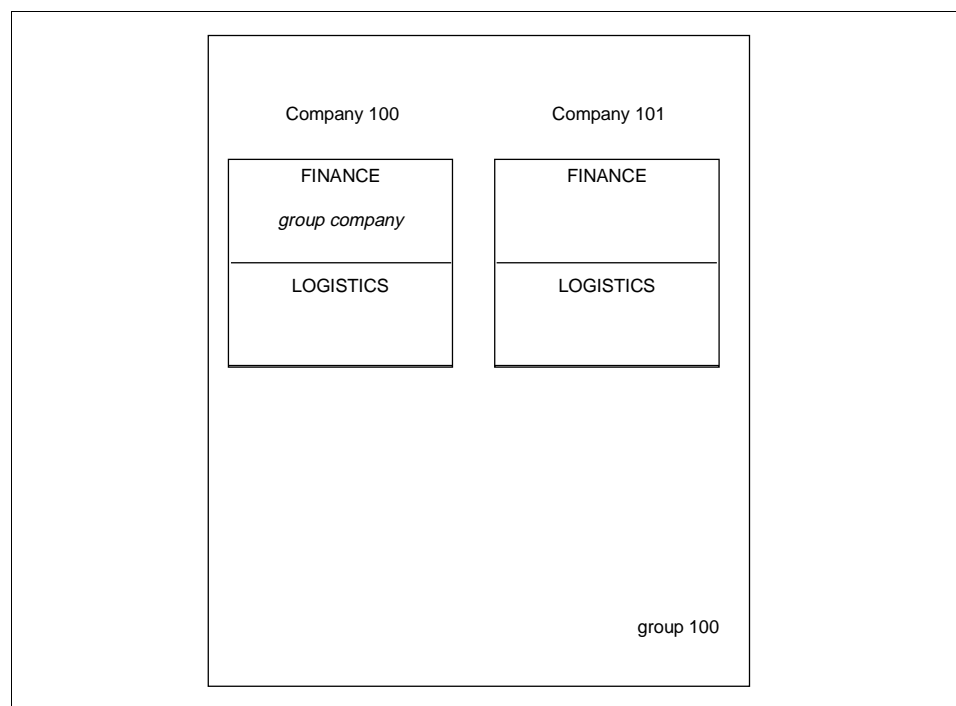 Company 100
Company 101
FINANCE
group company
LOGISTICS
FINANCE
LOGISTICS
group 100